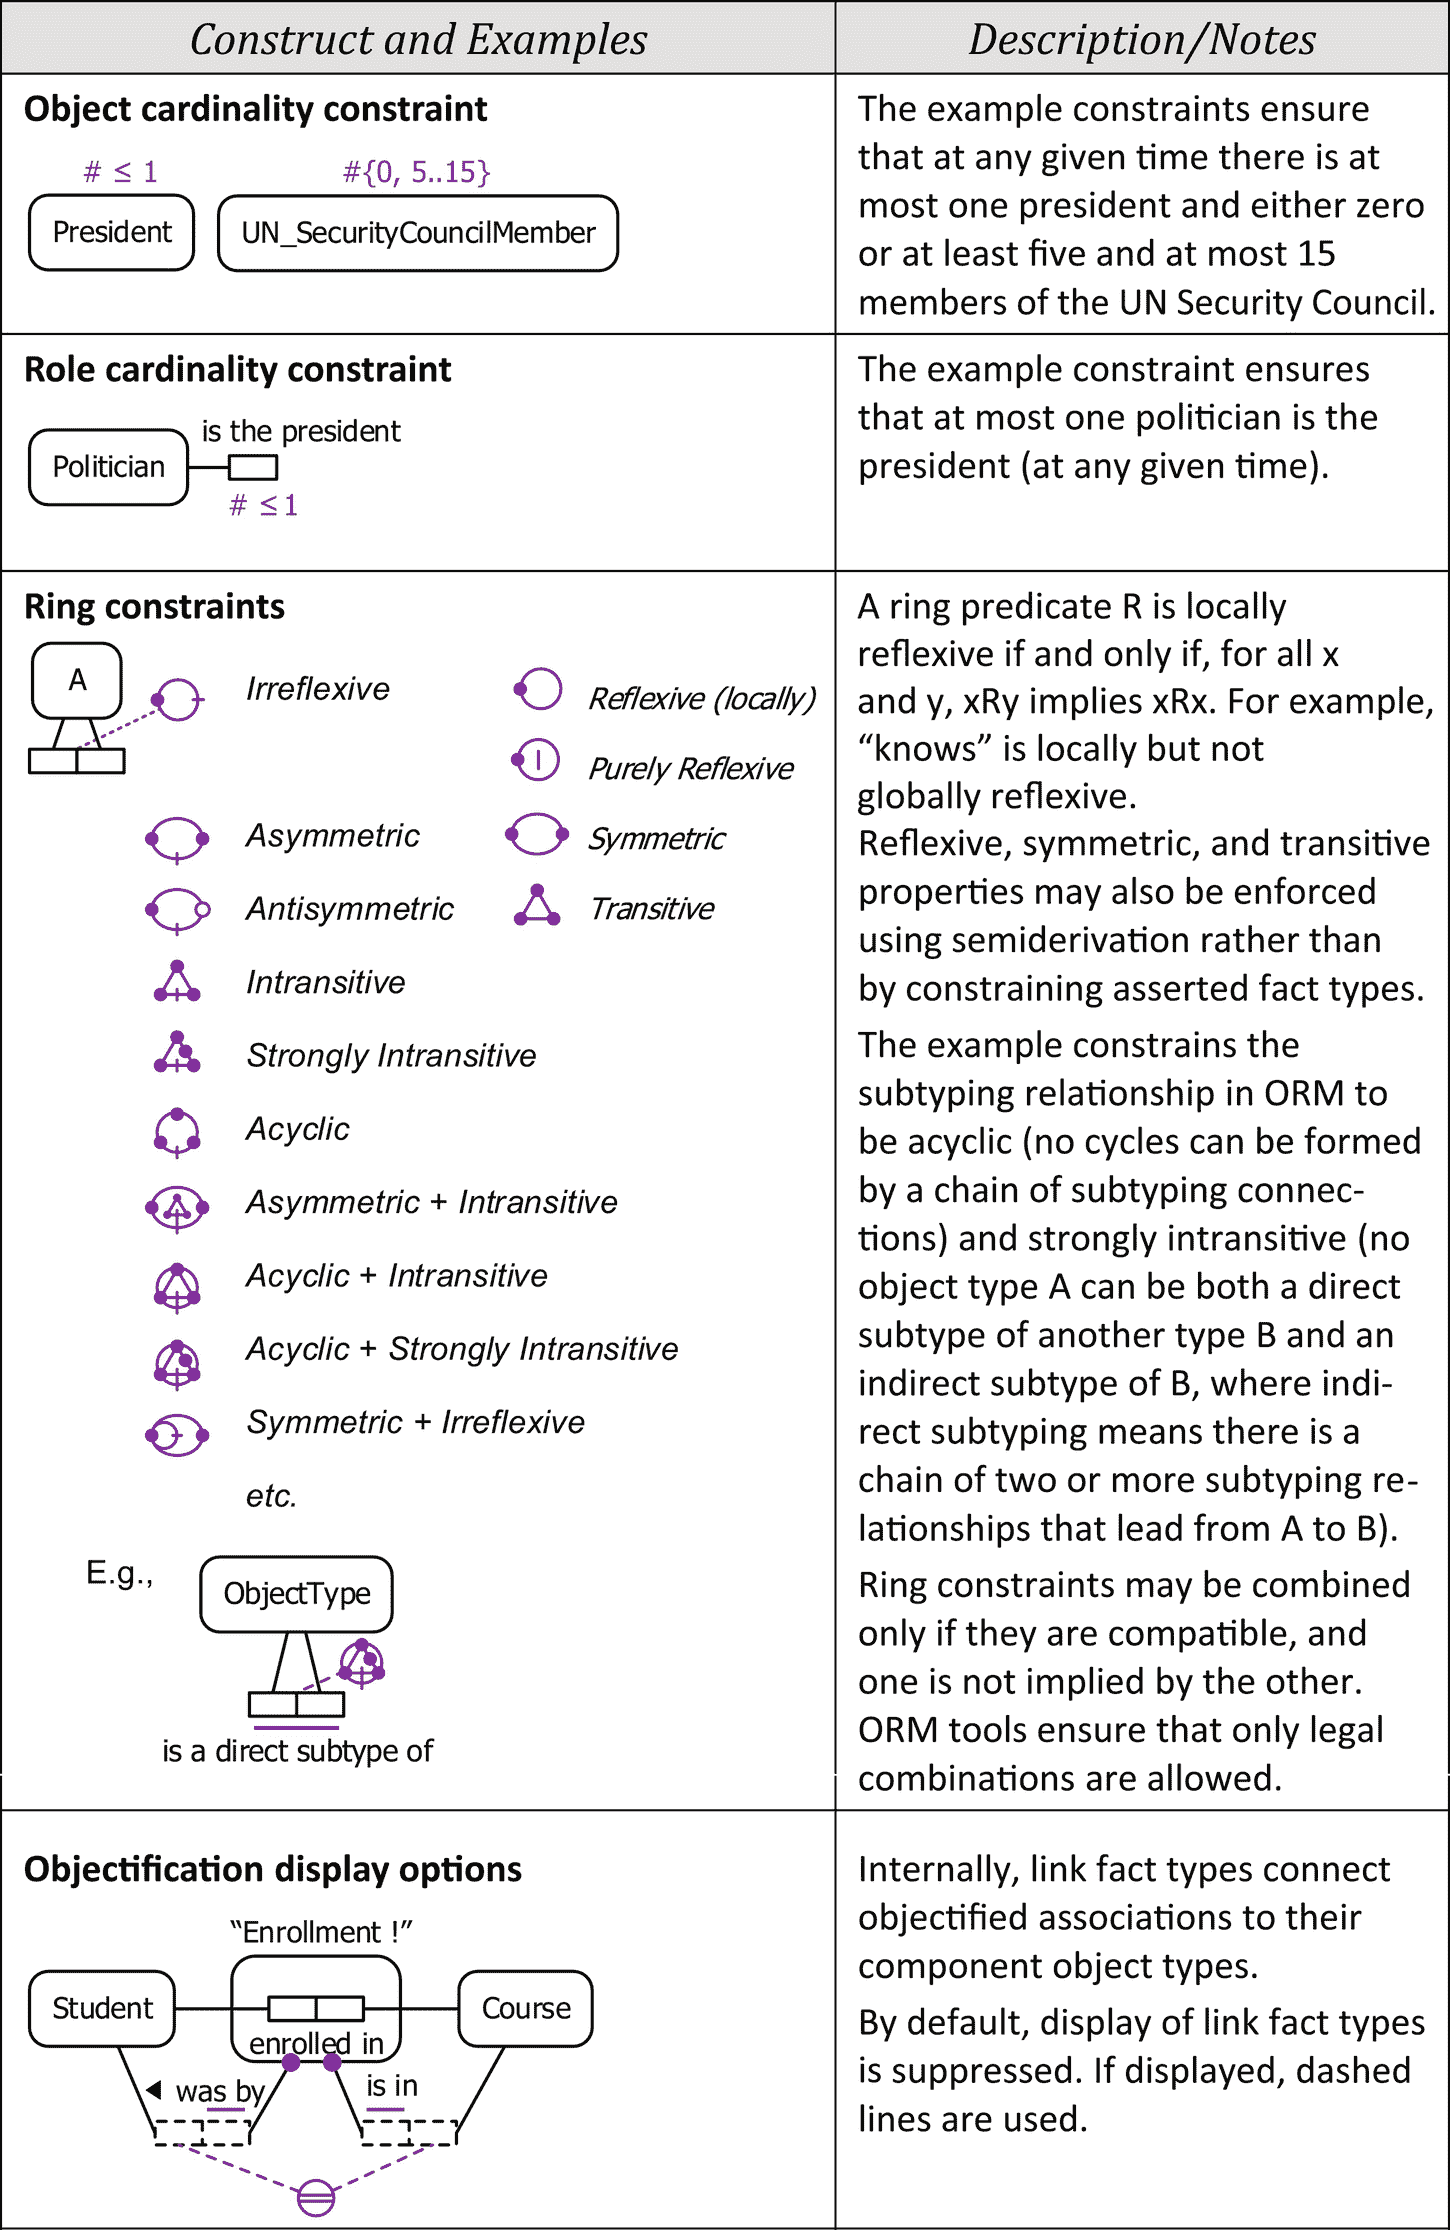 Construct and Examples
Description/Notes
Object cardinality constraint
# ≤ 1
#{0, 5..15}
President
UN_SecurityCouncilMember
The example constraints ensure
that at any given time there is at
most one president and either zero
or at least five and at most 15
members of the UN Security Council.
Role cardinality constraint
is the president
Politician
# ≤ 1
The example constraint ensures
that at most one politician is the
president (at any given time).
Ring constraints
A
Irreflexive
Reflexive (locally)
Purely Reflexive
Asymmetric
Symmetric
Antisymmetric
Transitive
Intransitive
Strongly Intransitive
Acyclic
Asymmetric + Intransitive
Acyclic + Intransitive
Acyclic + Strongly Intransitive
Symmetric + Irreflexive
etc.
E.g.,
ObjectType
is a direct subtype of
A ring predicate R is locally
reflexive if and only if, for all x
and y, xRy implies xRx. For example,
“knows” is locally but not
globally reflexive.
Reflexive, symmetric, and transitive
properties may also be enforced
using semiderivation rather than
by constraining asserted fact types.
The example constrains the
subtyping relationship in ORM to
be acyclic (no cycles can be formed
by a chain of subtyping connec-
tions) and strongly intransitive (no
object type A can be both a direct
subtype of another type B and an
indirect subtype of B, where indi-
rect subtyping means there is a
chain of two or more subtyping re-
lationships that lead from A to B).
Ring constraints may be combined
only if they are compatible, and
one is not implied by the other.
ORM tools ensure that only legal
combinations are allowed.
Objectification display options
“Enrollment !”
Student
Course
enrolled in
◀ was by
is in
Internally, link fact types connect
objectified associations to their
component object types.
By default, display of link fact types
is suppressed. If displayed, dashed
lines are used.